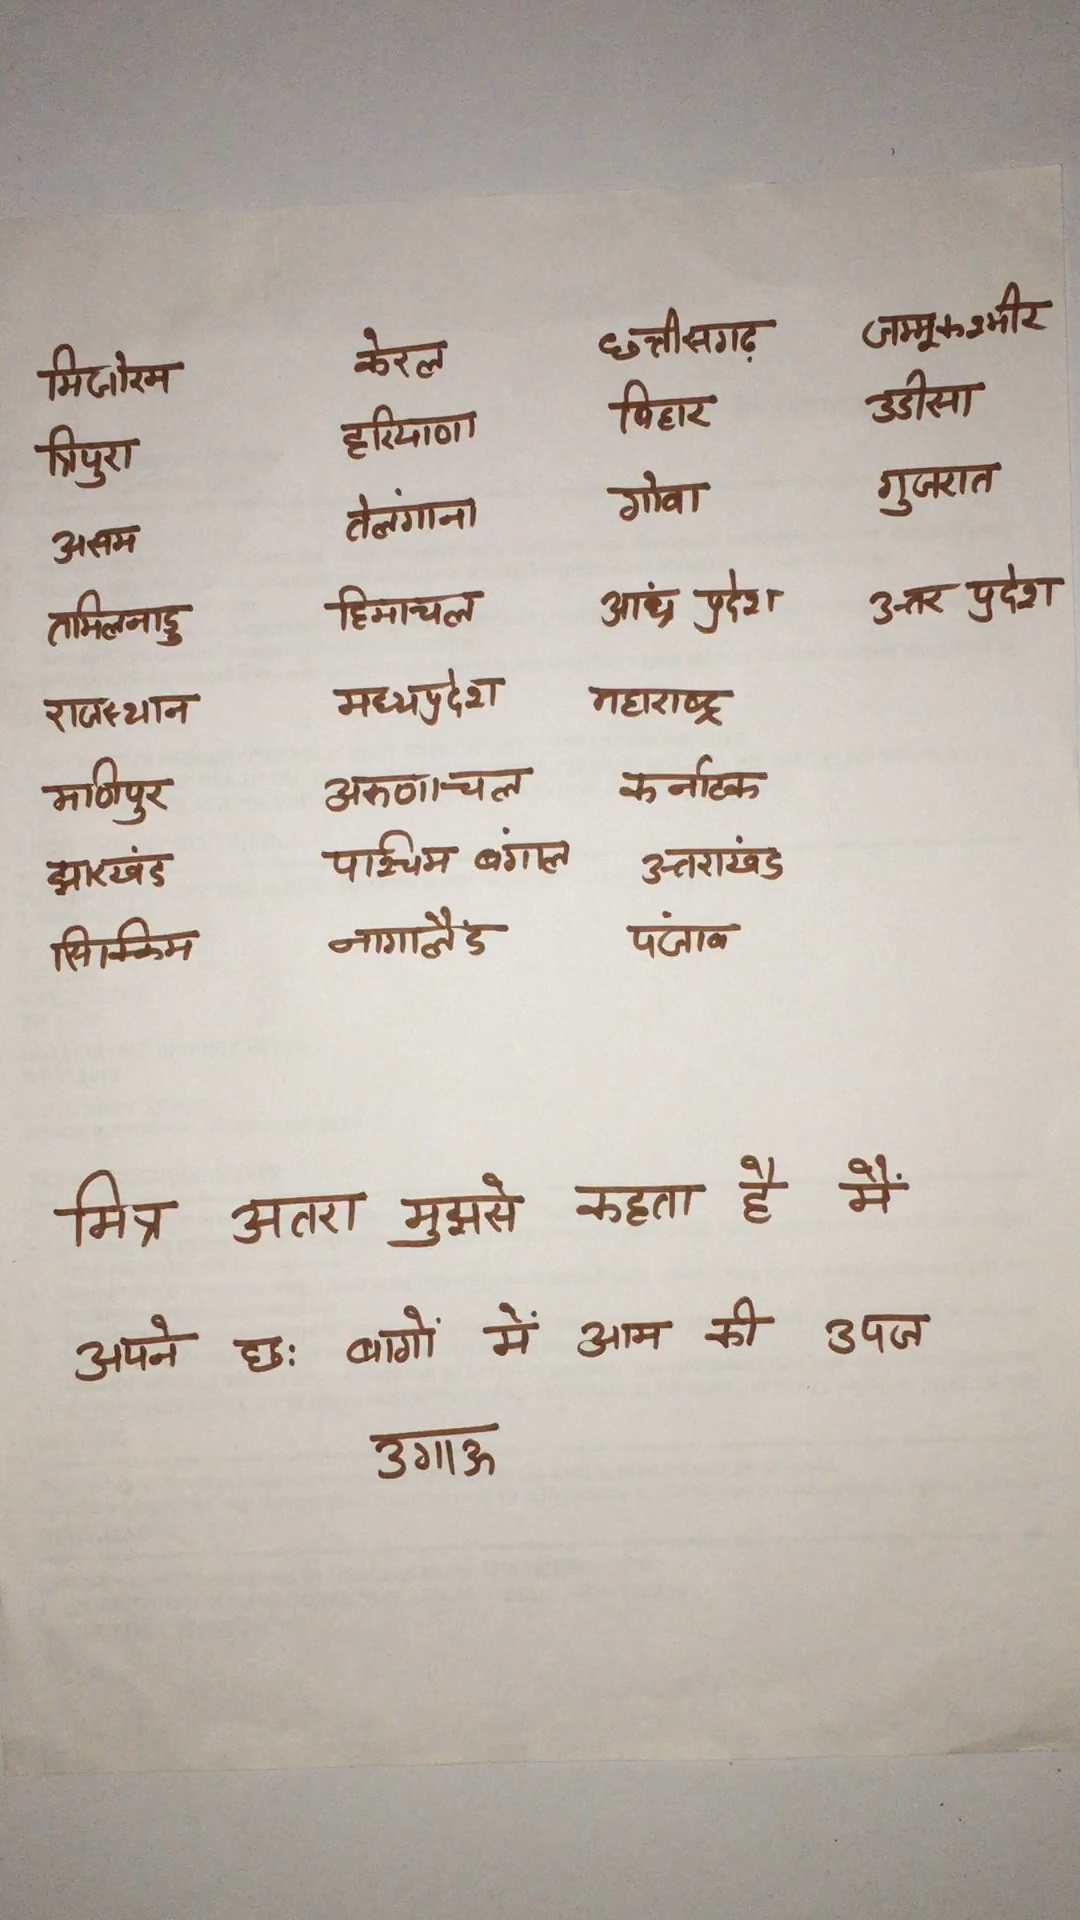 मिजोरम केरल छत्तीसगढ़ जम्मूकश्मीर
त्रिपुरा हरियाणा बिहार उडीसा
असम तेलंगाना गोवा गुजरात
तमिलनाडु हिमाचल आंध्र प्रदेश उत्तर प्रदेश
राजस्थान मध्यप्रदेश महाराष्ट्र
मणिपुर अरुणाचल कर्नाटक
झारखंड पश्चिम बंगाल उत्तराखंड
सिक्किम नागालैंड पंजाब
मित्र अतरा मुझसे कहता है मैं
अपने छः बागों में आम की उपज
उगाऊ